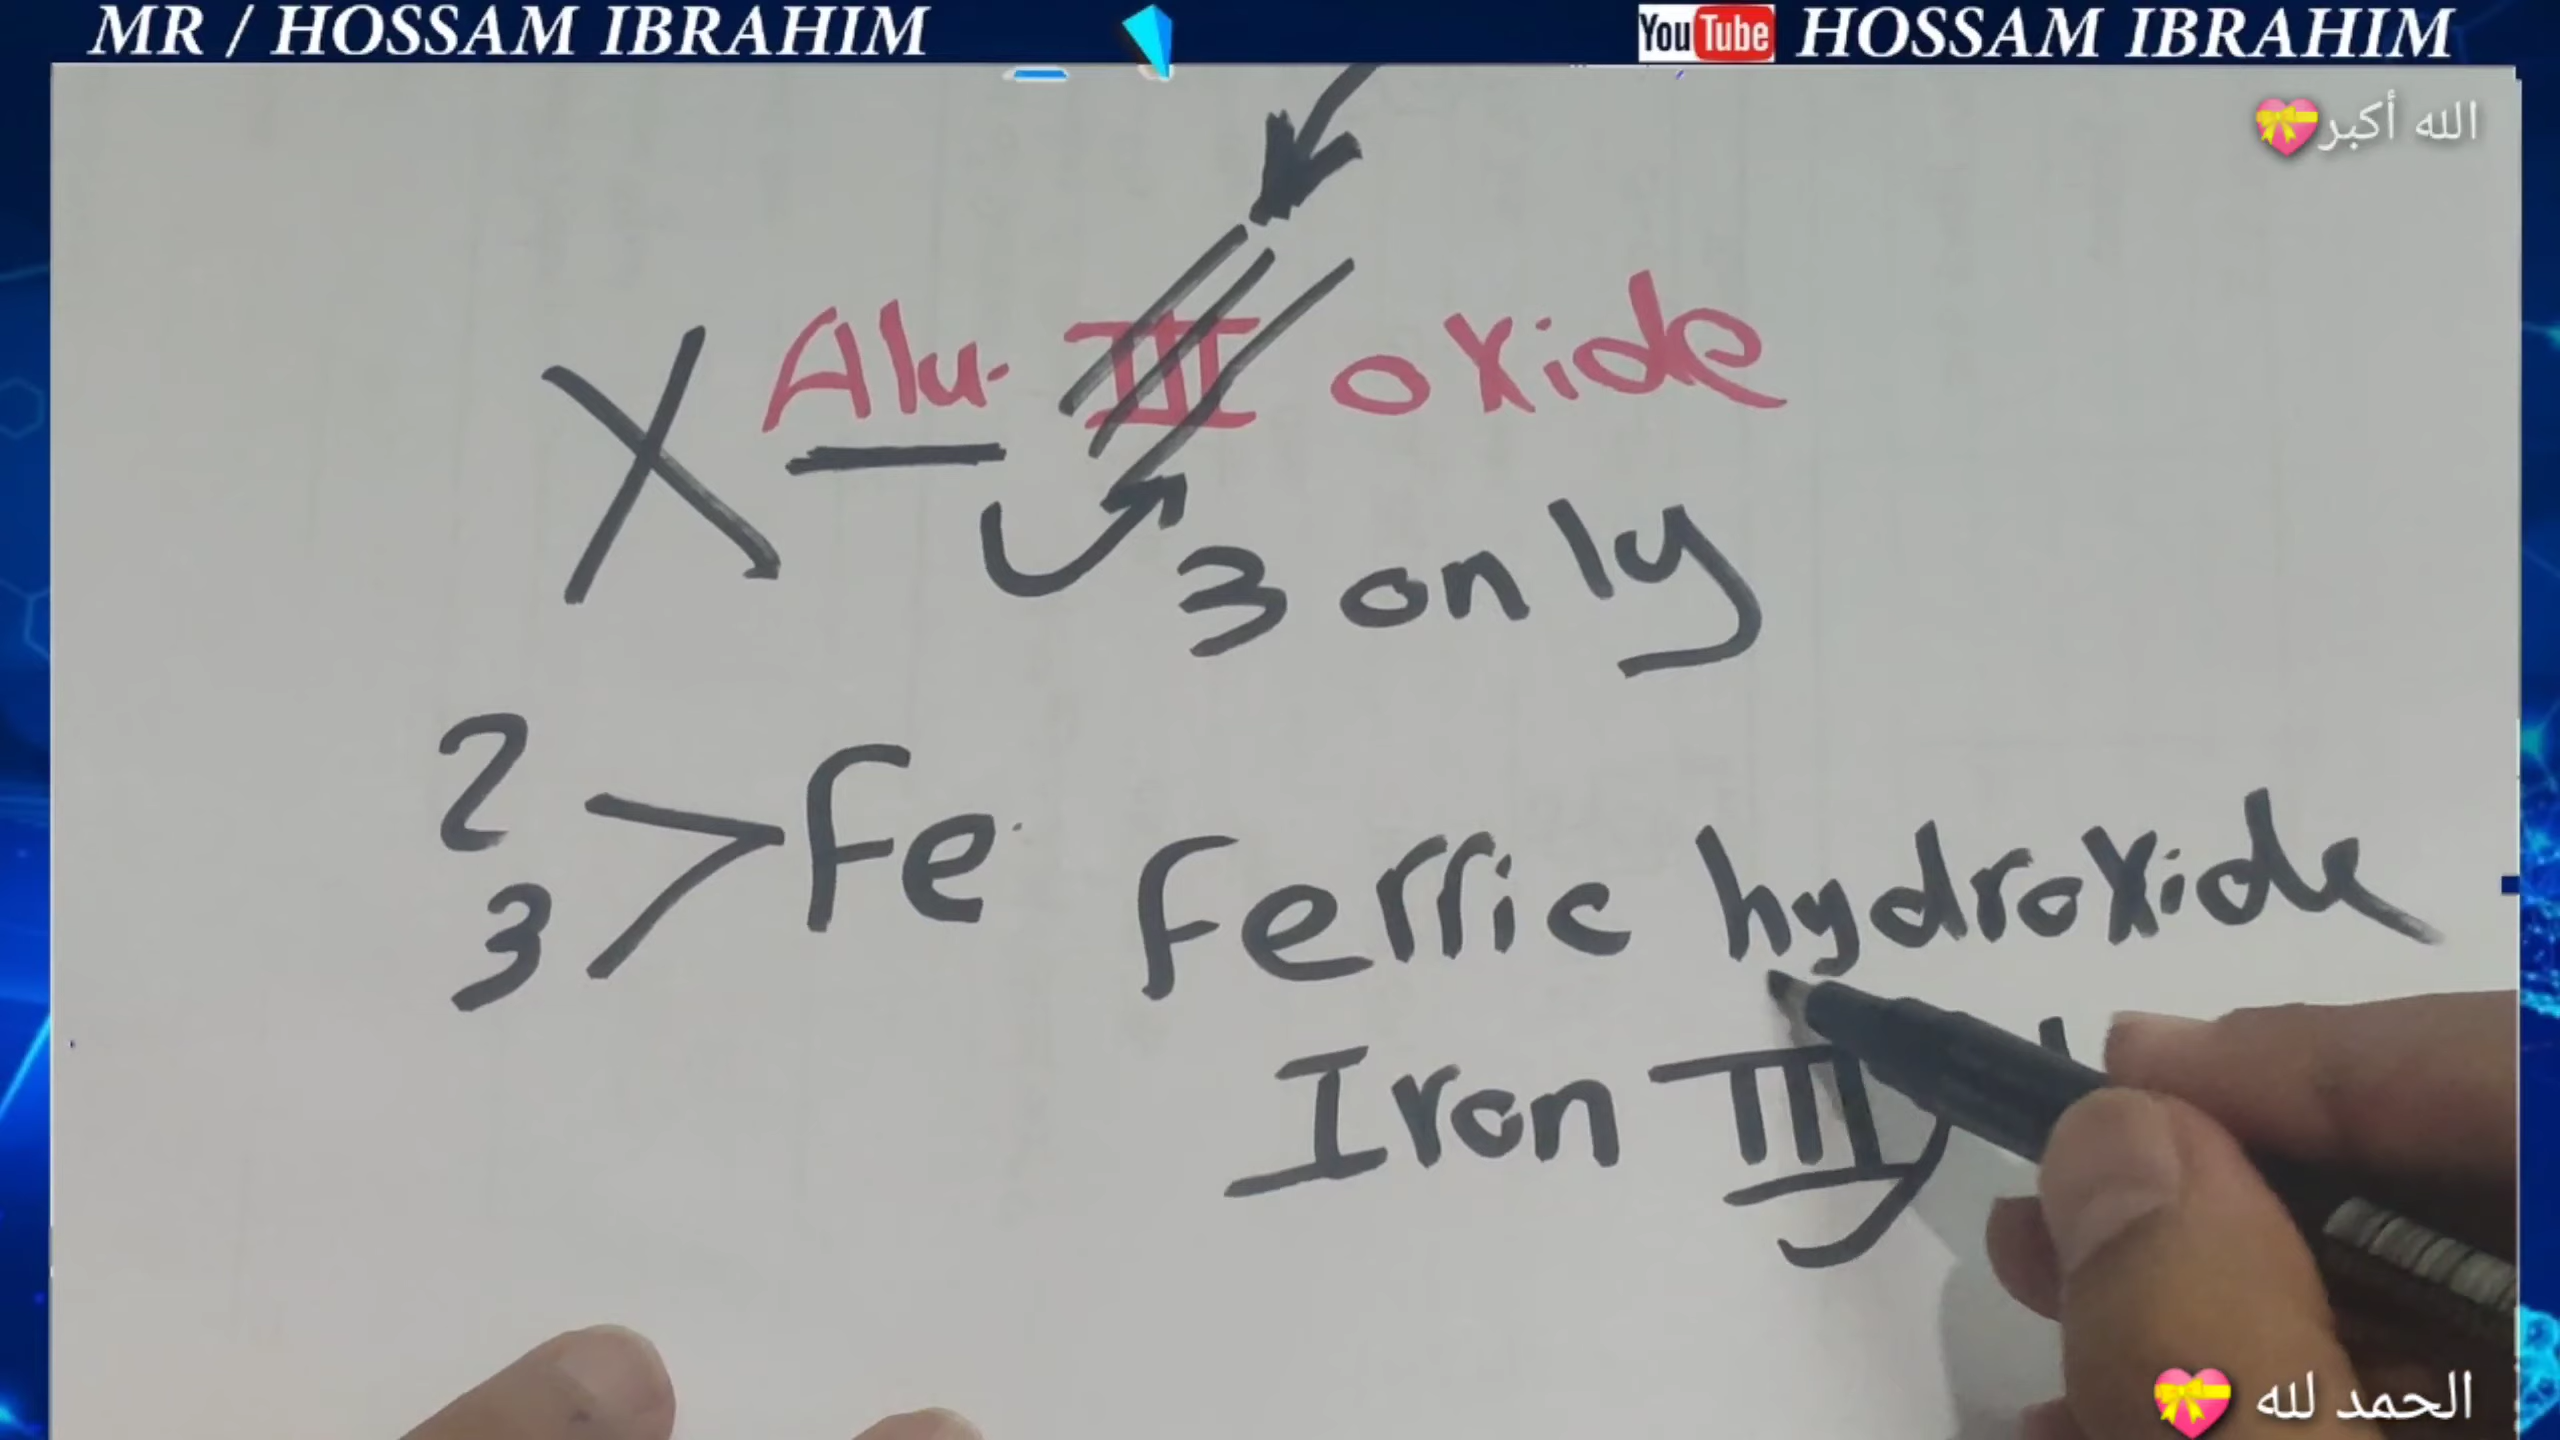 MR / HOSSAM IBRAHIM
YouTube HOSSAM IBRAHIM
الله أكبر💝
X Alu. III oxide
3 only
2
3 > Fe Ferric hydroxide
Iron III
الحمد لله 💝